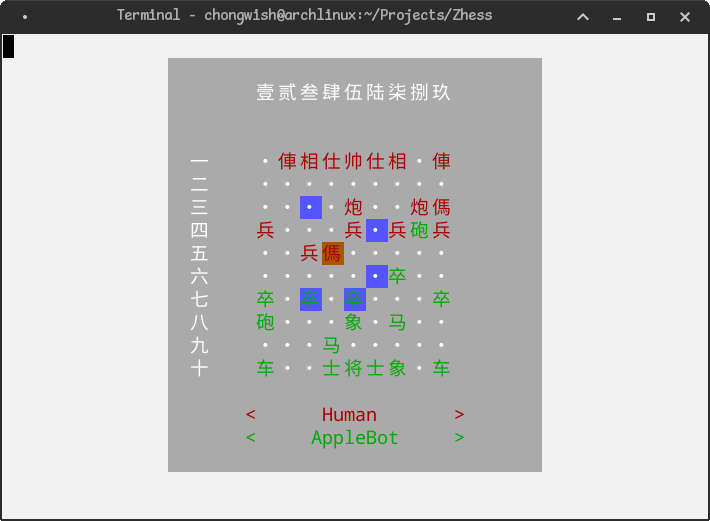 Terminal - chongwish@archlinux:~/Projects/Zhess
壹贰叁肆伍陆柒捌玖
一 · 俥 相 仕 帅 仕 相 · 俥
二 · · · · · · · · ·
三 · · · · 炮 · · 炮 傌
四 兵 · · · 兵 · 兵 砲 兵
五 · · 兵 傌 · · · · ·
六 · · · · · · 卒 · ·
七 卒 · 卒 · 卒 · · · 卒
八 砲 · · · 象 · 马 · ·
九 · · · 马 · · · · ·
十 车 · · 士 将 士 象 · 车
< Human >
< AppleBot >